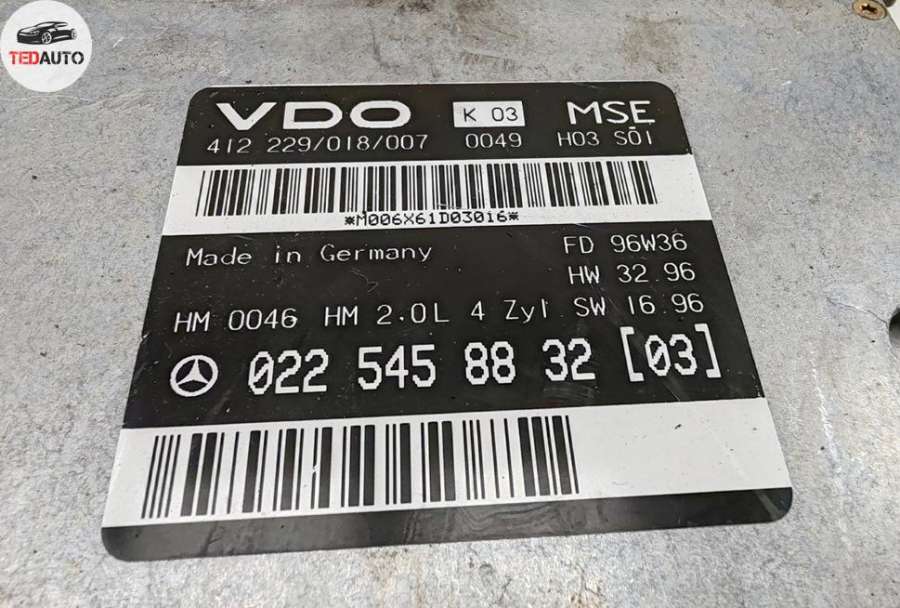 TEDAUTO
VDO K 03 MSE
412 229/018/007 0049 H03 S01
*M006X61D03016*
Made in Germany FD 96W36
HW 32 96
HM 0046 HM 2.0L 4 Zyl SW 16 96
022 545 88 32 [03]